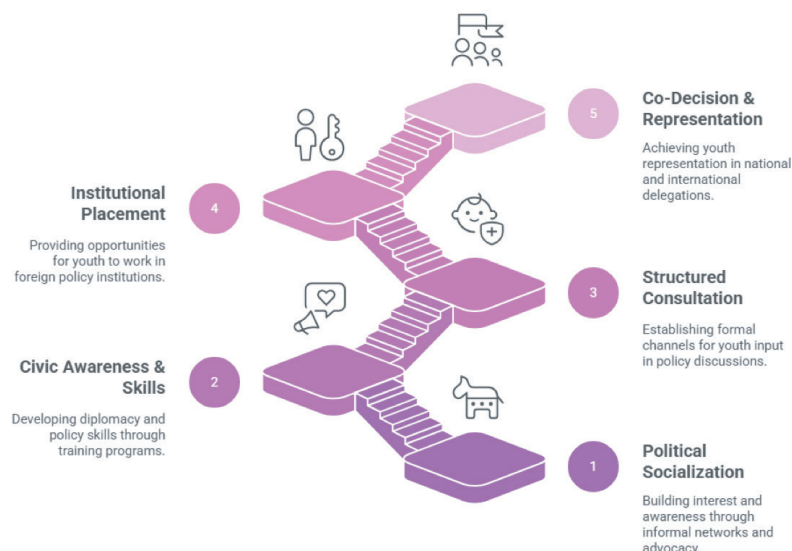 5
Co-Decision &
Representation
Achieving youth
representation in national
and international
delegations.
Institutional
Placement
4
Providing opportunities
for youth to work in
foreign policy institutions.
3
Structured
Consultation
Establishing formal
channels for youth input
in policy discussions.
Civic Awareness &
Skills
2
Developing diplomacy and
policy skills through
training programs.
1
Political
Socialization
Building interest and
awareness through
informal networks and
advocacy